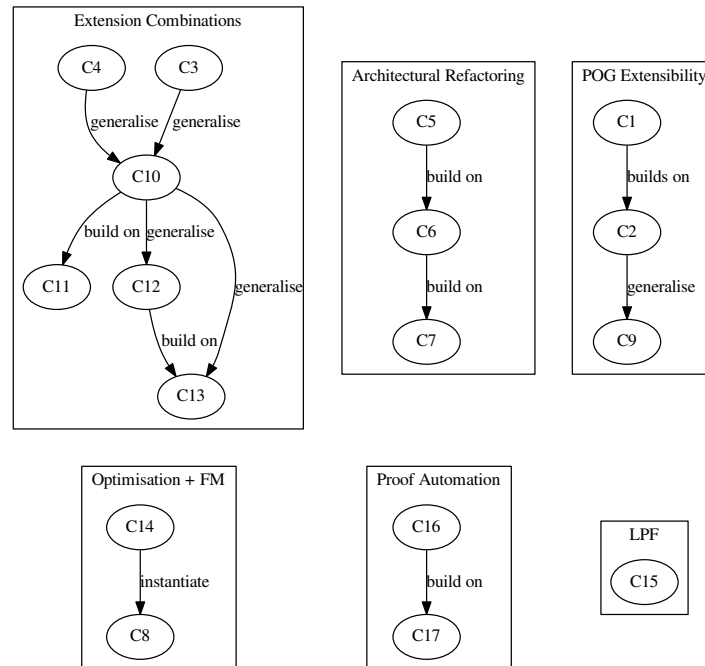 Extension Combinations
C4
C3
generalise
generalise
C10
build on
generalise
generalise
C11
C12
build on
C13
Architectural Refactoring
C5
build on
C6
build on
C7
POG Extensibility
C1
builds on
C2
generalise
C9
Optimisation + FM
C14
instantiate
C8
Proof Automation
C16
build on
C17
LPF
C15